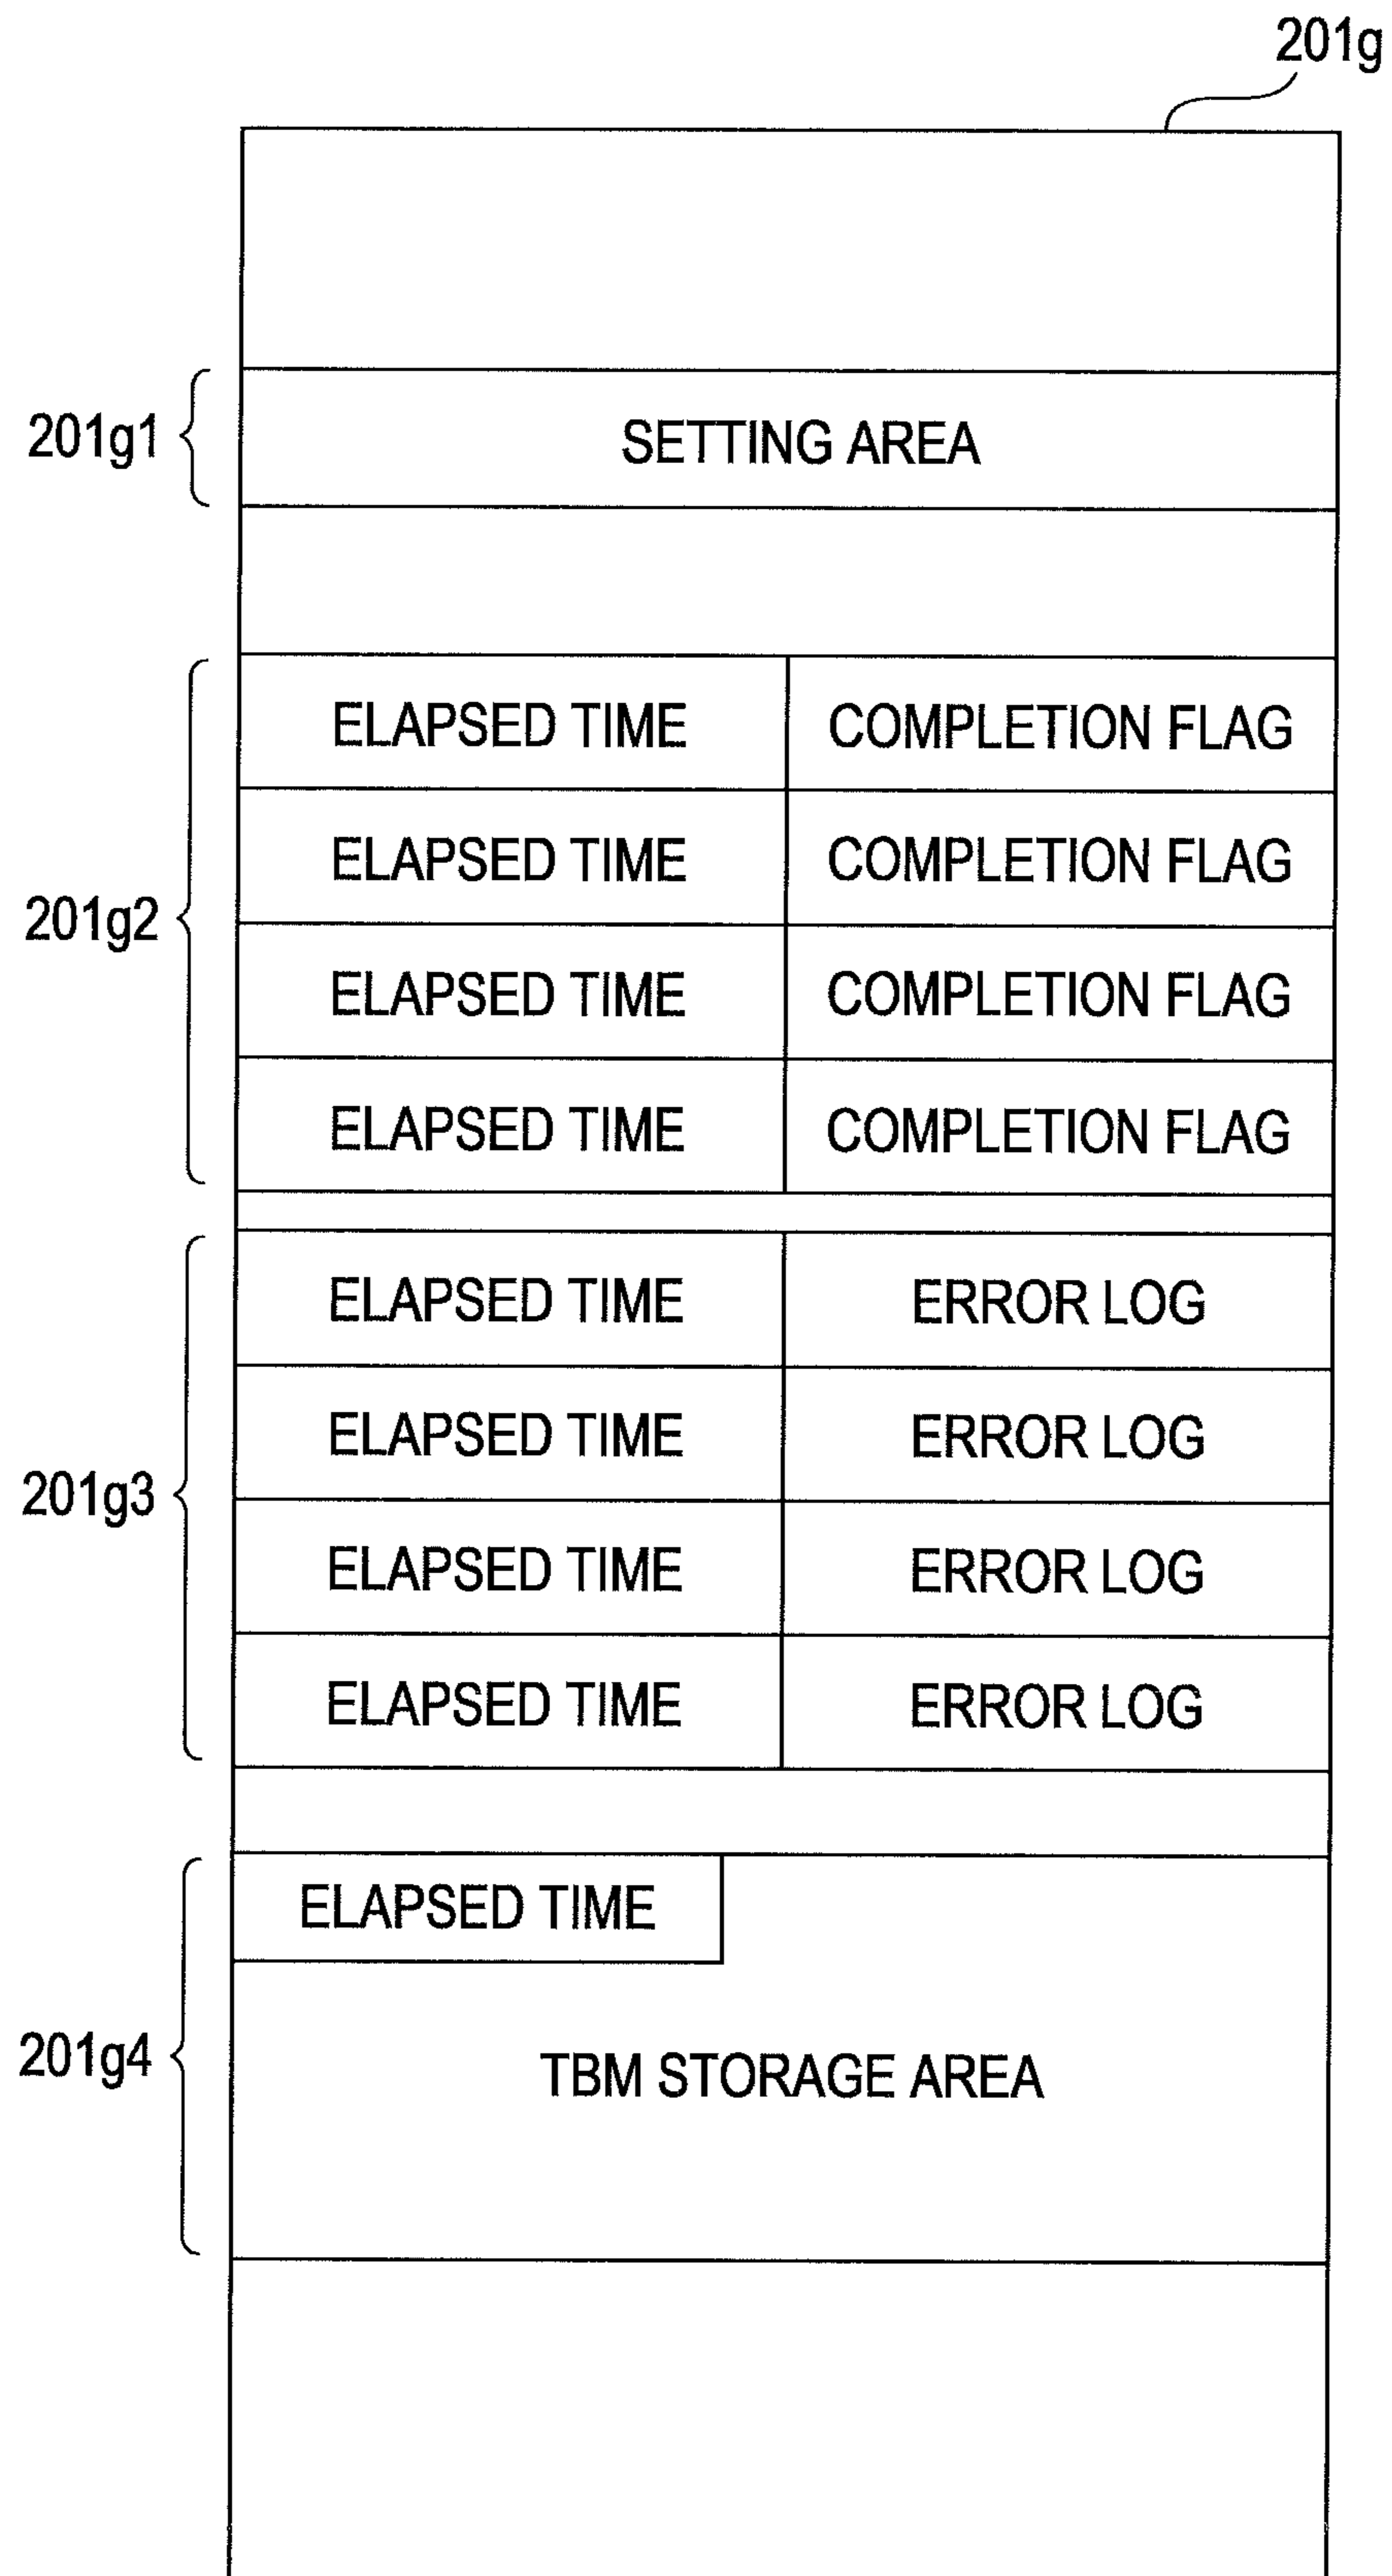 201g
201g1
SETTING AREA
201g2
ELAPSED TIME COMPLETION FLAG
ELAPSED TIME COMPLETION FLAG
ELAPSED TIME COMPLETION FLAG
ELAPSED TIME COMPLETION FLAG
201g3
ELAPSED TIME ERROR LOG
ELAPSED TIME ERROR LOG
ELAPSED TIME ERROR LOG
ELAPSED TIME ERROR LOG
201g4
ELAPSED TIME
TBM STORAGE AREA